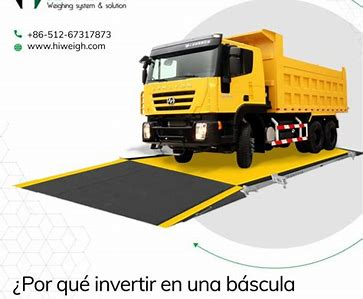 Weighing system & solution
+86-512-67317873
www.hiweigh.com
¿Por qué invertir en una báscula